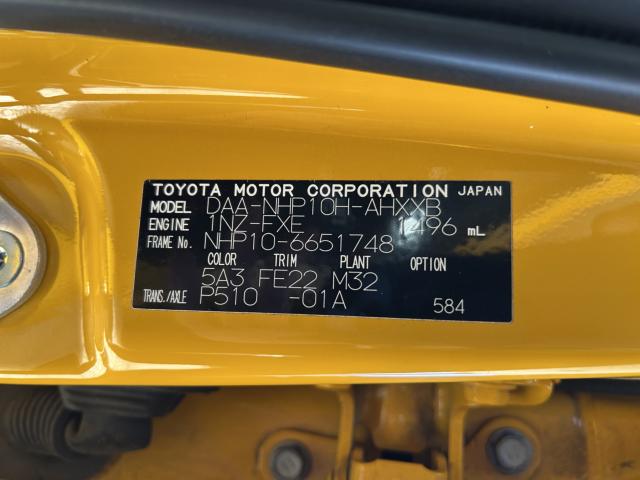 TOYOTA MOTOR CORPORATION JAPAN
MODEL DAA-NHP10H-AHXXB
ENGINE 1NZ-FXE 1496 mL
FRAME No. NHP10-6651748
COLOR TRIM PLANT OPTION
5A3 FE22 M32
TRANS./AXLE P510 -01A 584